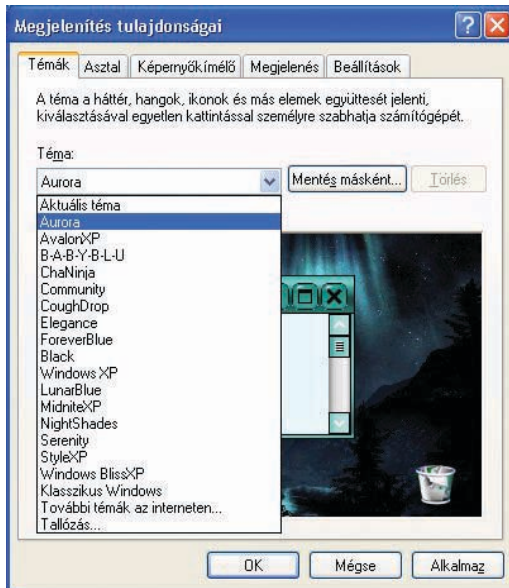 Megjelenítés tulajdonságai
Témák Asztal Képernyőkímélő Megjelenés Beállítások
A téma a háttér, hangok, ikonok és más elemek együttesét jelenti,
kiválasztásával egyetlen kattintással személyre szabhatja számítógépét.
Téma:
Aurora Mentés másként... Törlés
Aktuális téma
Aurora
AvalonXP
B-A-B-Y-B-L-U
ChaNinja
Community
CoughDrop
Elegance
ForeverBlue
Black
Windows XP
LunarBlue
MidniteXP
NightShades
Serenity
StyleXP
Windows BlissXP
Klasszikus Windows
További témák az interneten...
Tallózás...
OK Mégse Alkalmaz